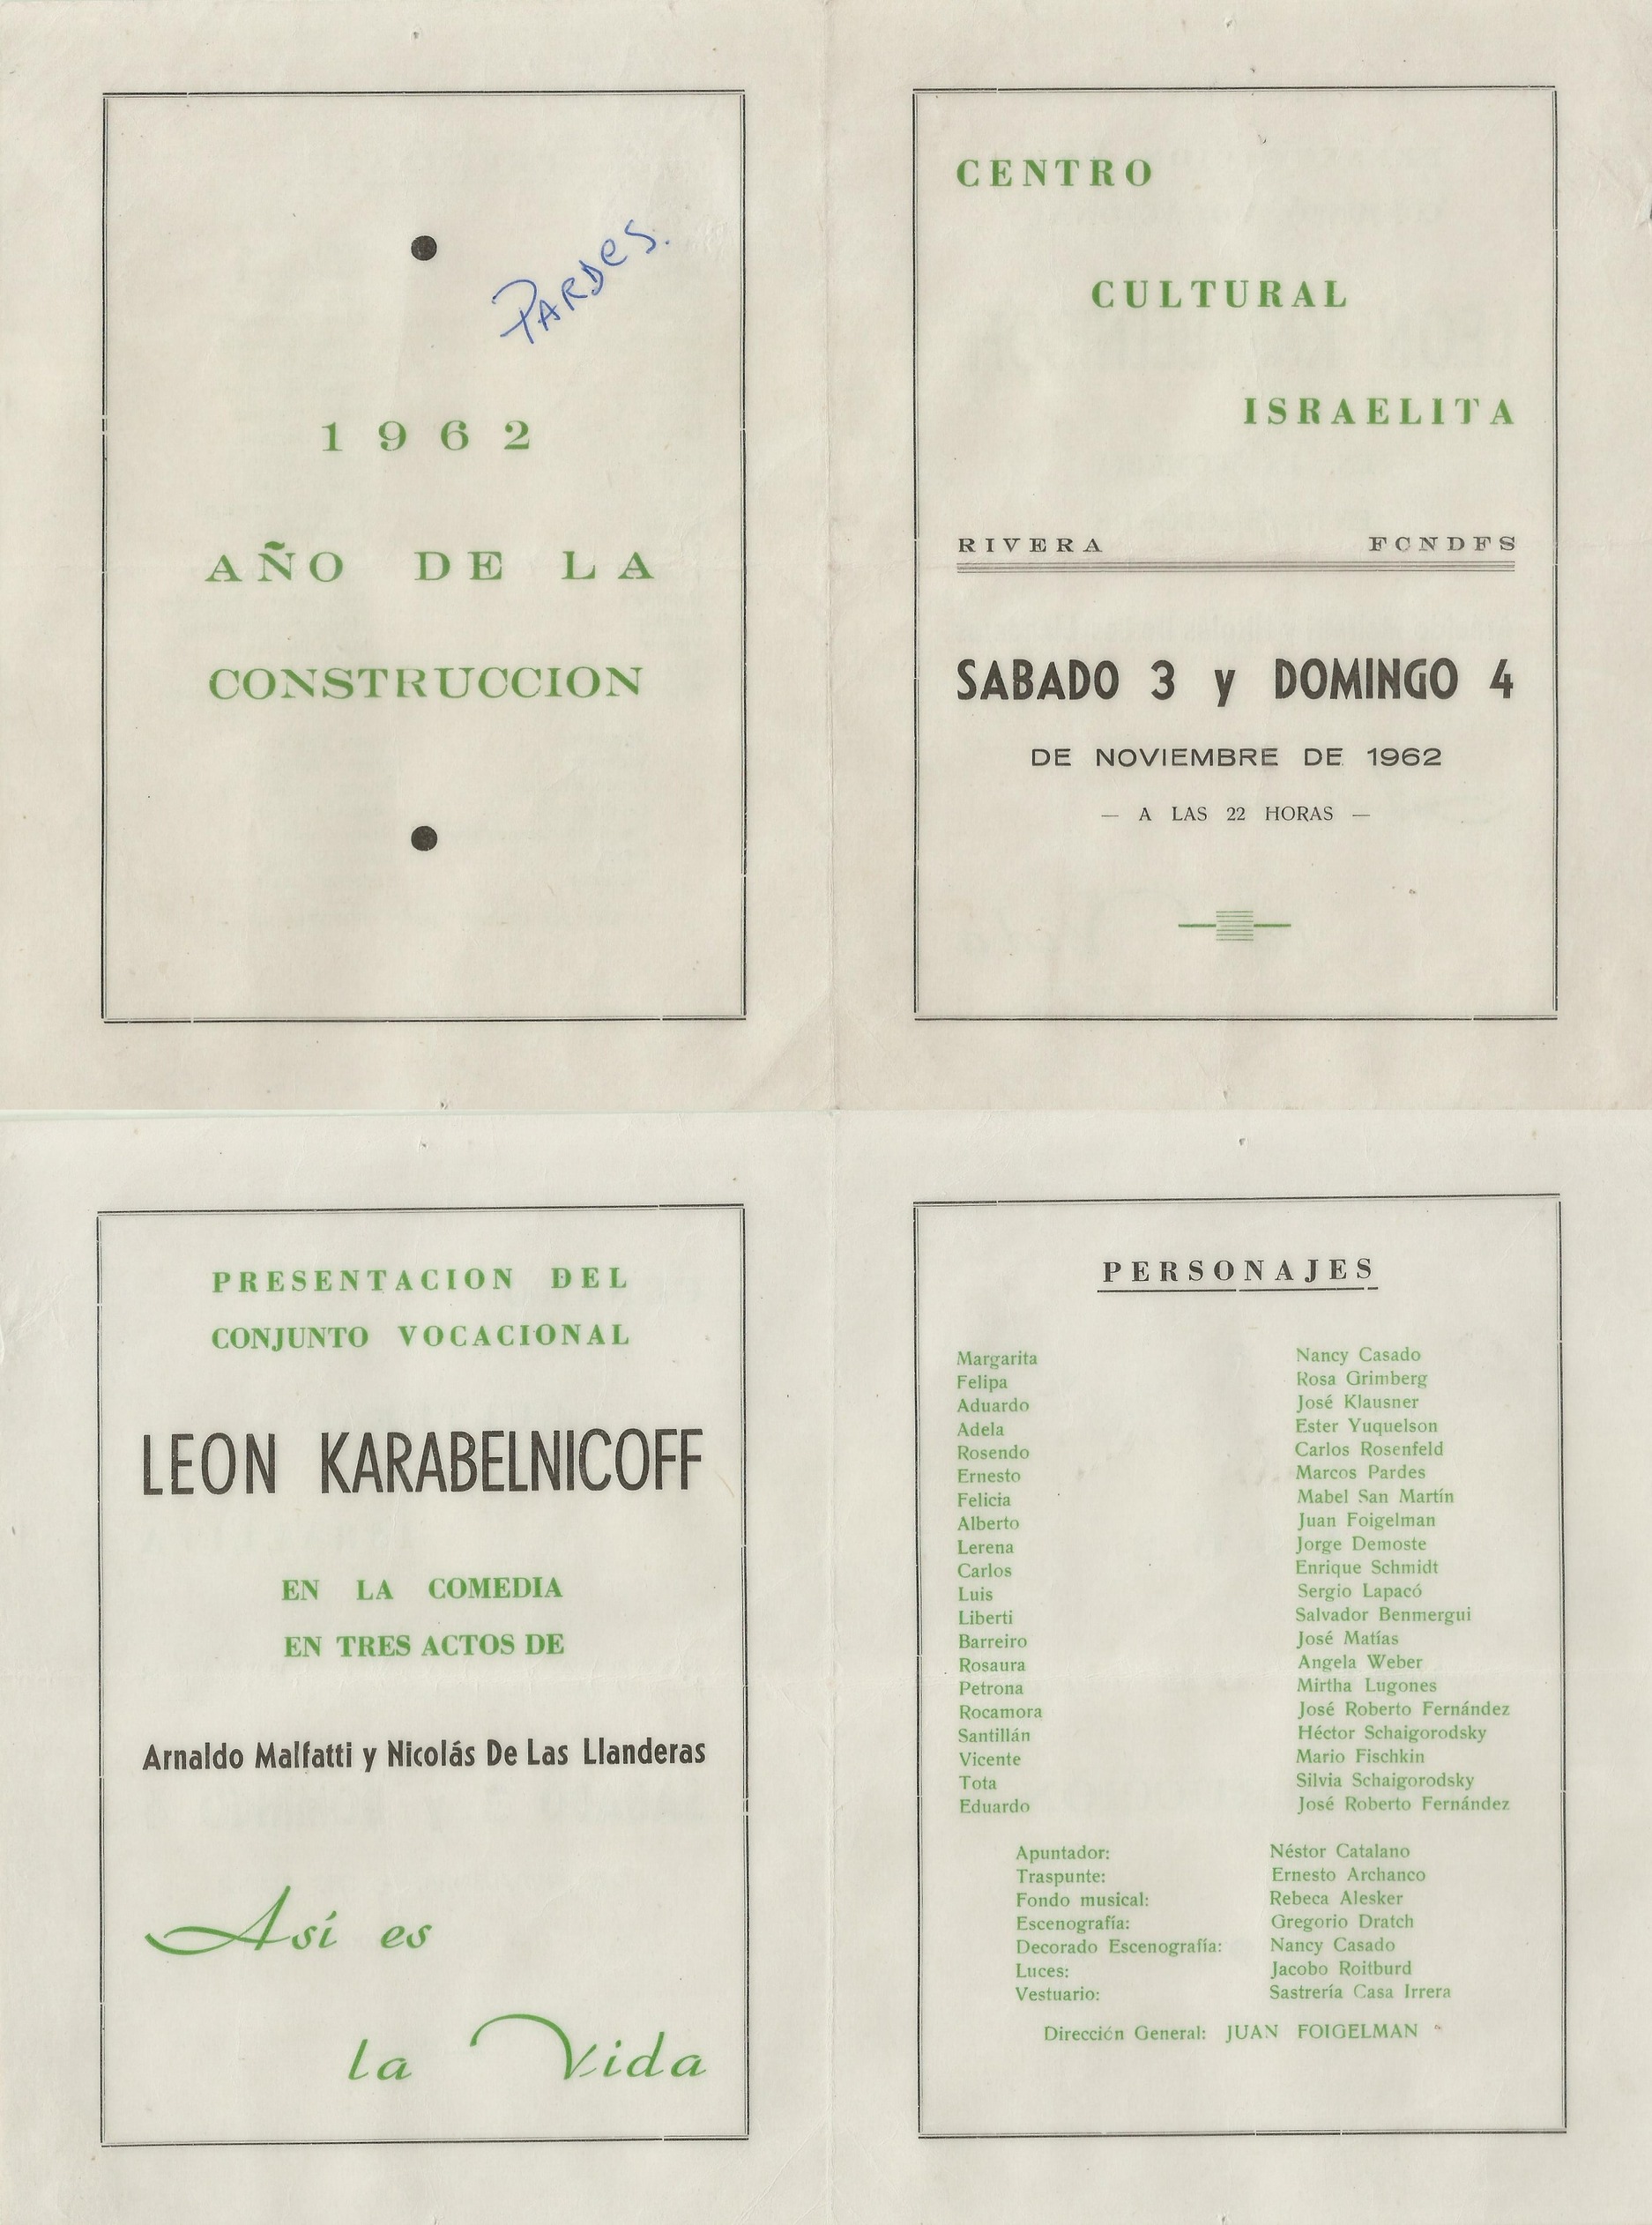 PARDES.
1962
AÑO DE LA
CONSTRUCCION
CENTRO
CULTURAL
ISRAELITA
RIVERA FCNDFS
SABADO 3 y DOMINGO 4
DE NOVIEMBRE DE 1962
— A LAS 22 HORAS —
PRESENTACION DEL
CONJUNTO VOCACIONAL
LEON KARABELNICOFF
EN LA COMEDIA
EN TRES ACTOS DE
Arnaldo Malfatti y Nicolás De Las Llanderas
Así es
la Vida
PERSONAJES
Margarita Nancy Casado
Felipa Rosa Grimberg
Aduardo José Klausner
Adela Ester Yuquelson
Rosendo Carlos Rosenfeld
Ernesto Marcos Pardes
Felicia Mabel San Martín
Alberto Juan Foigelman
Lerena Jorge Demoste
Carlos Enrique Schmidt
Luis Sergio Lapacó
Liberti Salvador Benmergui
Barreiro José Matías
Rosaura Angela Weber
Petrona Mirtha Lugones
Rocamora José Roberto Fernández
Santillán Héctor Schaigorodsky
Vicente Mario Fischkin
Tota Silvia Schaigorodsky
Eduardo José Roberto Fernández
Apuntador: Néstor Catalano
Traspunte: Ernesto Archanco
Fondo musical: Rebeca Alesker
Escenografía: Gregorio Dratch
Decorado Escenografía: Nancy Casado
Luces: Jacobo Roitburd
Vestuario: Sastrería Casa Irrera
Dirección General: JUAN FOIGELMAN